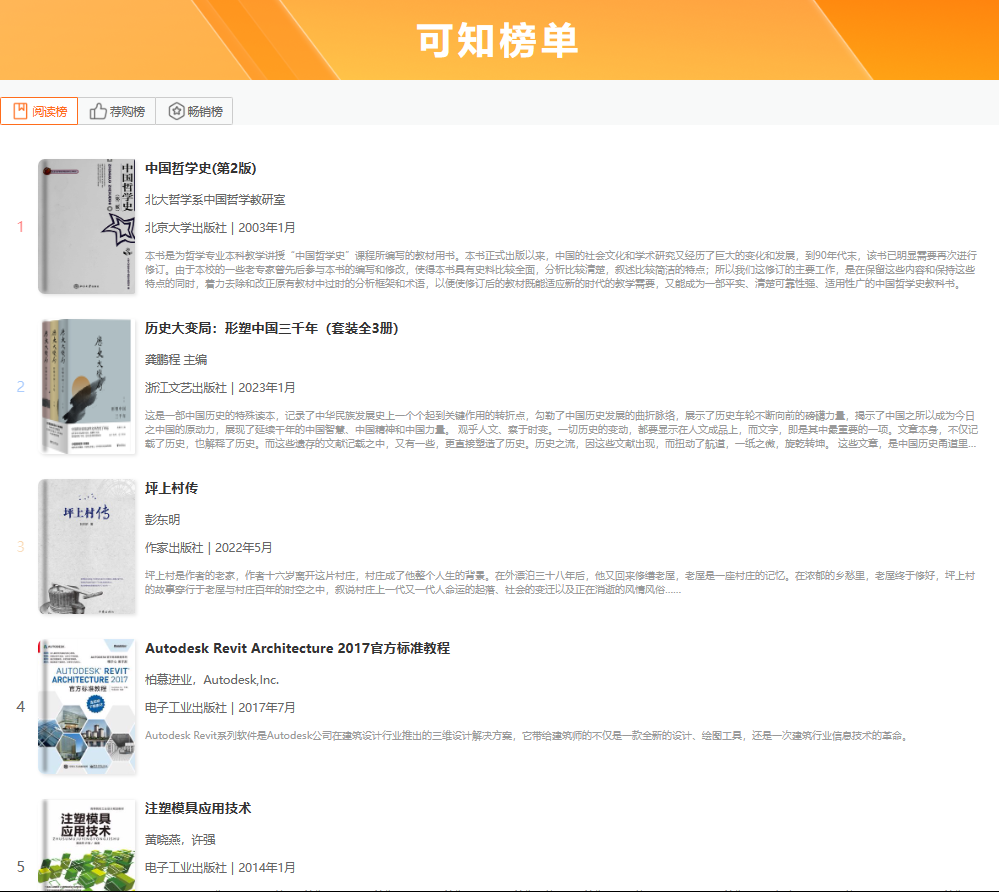 可知榜单
阅读榜
荐购榜
畅销榜
1
中国哲学史
中国哲学史(第2版)
北大哲学系中国哲学教研室
北京大学出版社 | 2003年1月
本书是为哲学专业本科教学讲授“中国哲学史”课程所编写的教材用书。本书正式出版以来，中国的社会文化和学术研究又经历了巨大的变化和发展，到90年代末，该书已明显需要再次进行
修订。由于本校的一些老专家曾先后参与本书的编写和修改，使得本书具有史料比较全面，分析比较清楚，叙述比较简洁的特点；所以我们这修订的主要工作，是在保留这些内容和保持这些
特点的同时，着力去除和改正原有教材中过时的分析框架和术语，以便使修订后的教材既能适应新的时代的教学需要，又能成为一部平实、清楚可靠性强、适用性广的中国哲学史教科书。
2
历史大变局
历史大变局：形塑中国三千年（套装全3册）
龚鹏程 主编
浙江文艺出版社 | 2023年1月
这是一部中国历史的特殊读本，记录了中华民族发展史上一个个起到关键作用的转折点，勾勒了中国历史发展的曲折脉络，展示了历史车轮不断向前的磅礴力量，揭示了中国之所以成为今日
之中国的原动力，展现了延续千年的中国智慧、中国精神和中国力量。 观乎人文、察于时变。一切历史的变动，都要显示在人文成品上，而文字，即是其中最重要的一项。文章本身，不仅记
载了历史，也解释了历史。而这些遗存的文献记载之中，又有一些，更直接塑造了历史。历史之流，因这些文献出现，而扭动了航道，一纸之微，旋乾转坤。 这些文章，是中国历史甬道里...
3
坪上村传
坪上村传
彭东明
作家出版社 | 2022年5月
坪上村是作者的老家，作者十六岁离开这片村庄，村庄成了他整个人生的背景。在外漂泊三十八年后，他又回来修缮老屋，老屋是一座村庄的记忆。在浓郁的乡愁里，老屋终于修好，坪上村
的故事穿行于老屋与村庄百年的时空之中，叙说村庄上一代又一代人命运的起落、社会的变迁以及正在消逝的风情风俗......
4
AUTODESK® REVIT
ARCHITECTURE 2017
官方标准教程
Autodesk Revit Architecture 2017官方标准教程
柏慕进业，Autodesk,Inc.
电子工业出版社 | 2017年7月
Autodesk Revit系列软件是Autodesk公司在建筑设计行业推出的三维设计解决方案，它带给建筑师的不仅是一款全新的设计、绘图工具，还是一次建筑行业信息技术的革命。
5
注塑模具
应用技术
注塑模具应用技术
黄晓燕，许强
电子工业出版社 | 2014年1月